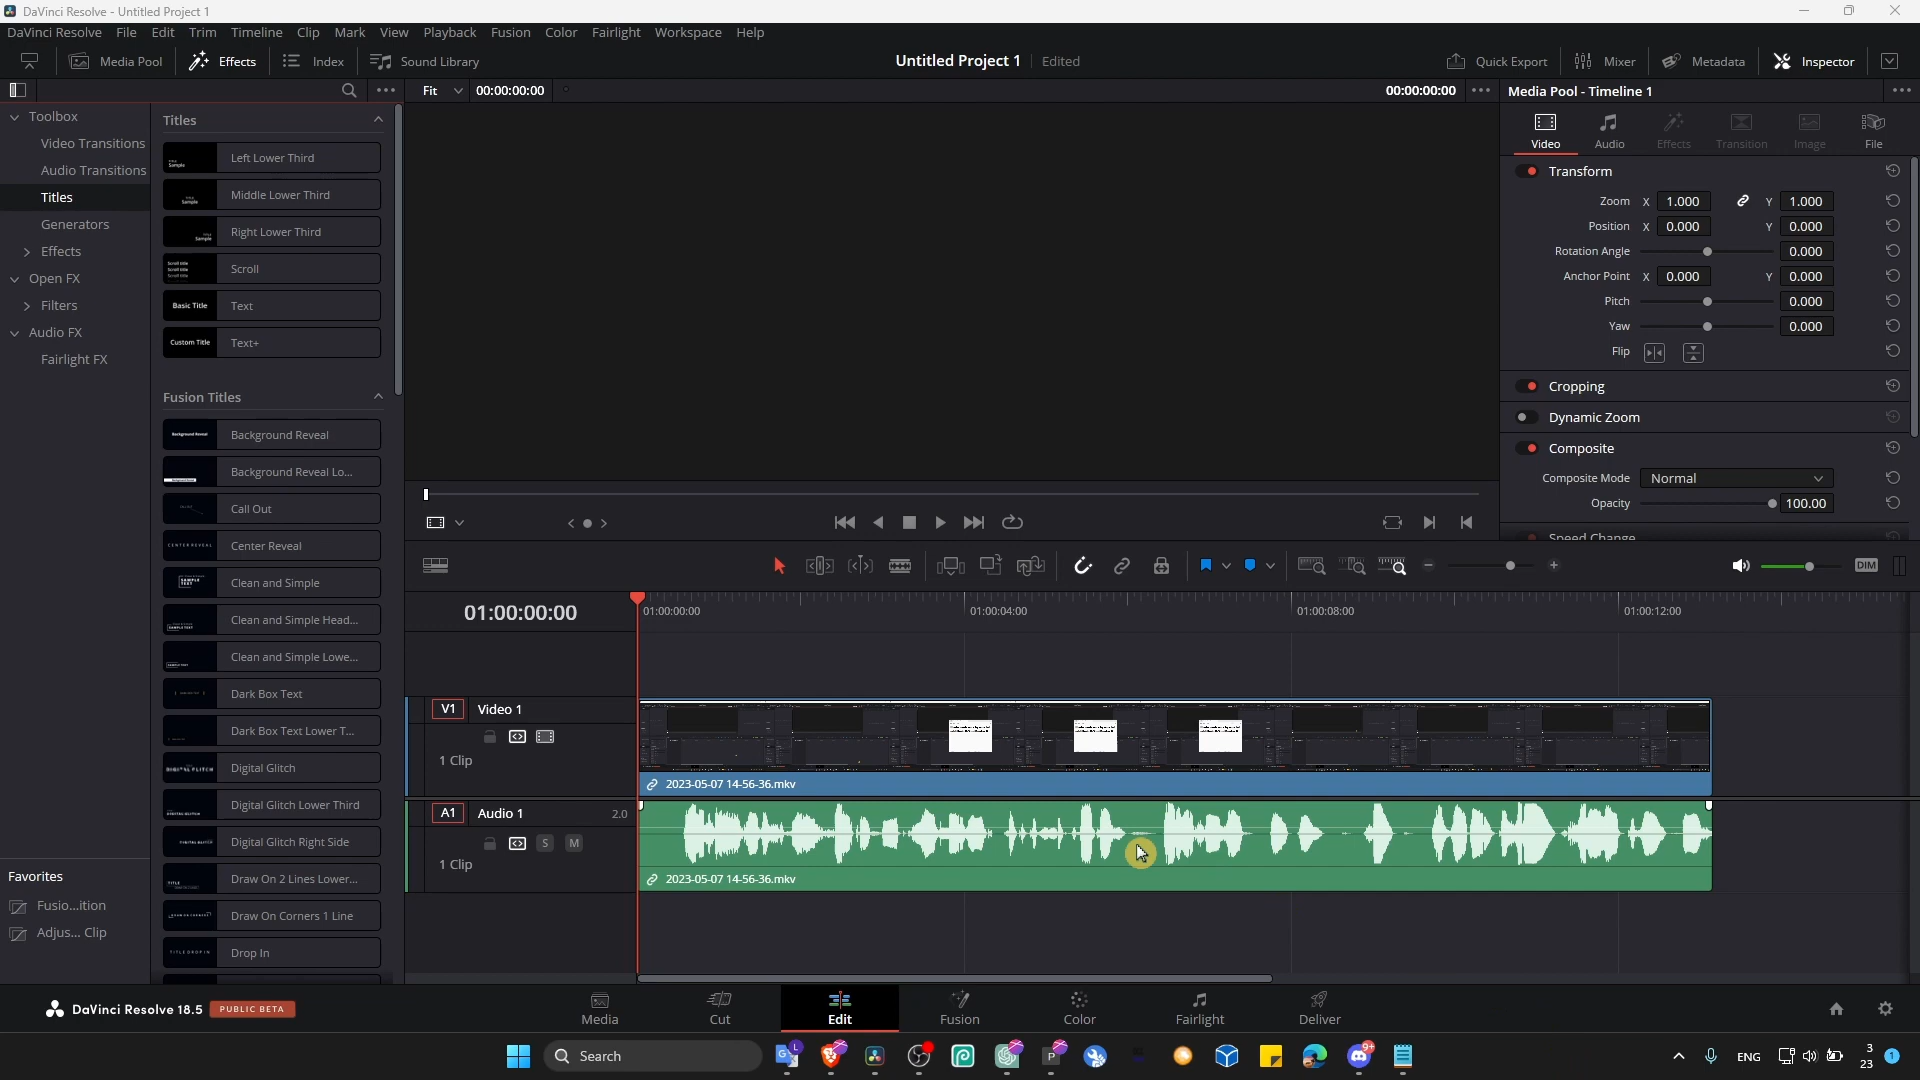 DaVinci Resolve - Untitled Project 1
DaVinci Resolve File Edit Trim Timeline Clip Mark View Playback Fusion Color Fairlight Workspace Help
Media Pool Effects Index Sound Library Untitled Project 1 Edited Quick Export Mixer Metadata Inspector
Fit 00:00:00:00 00:00:00:00 Media Pool - Timeline 1
Toolbox
Video Transitions
Audio Transitions
Titles
Generators
Effects
Open FX
Filters
Audio FX
Fairlight FX
Favorites
Fusio...ition
Adjus... Clip
Titles
Left Lower Third
Middle Lower Third
Right Lower Third
Scroll
Basic Title Text
Custom Title Text+
Fusion Titles
Background Reveal
Background Reveal Lo...
Call Out
Center Reveal
Clean and Simple
Clean and Simple Head...
Clean and Simple Lowe...
Dark Box Text
Dark Box Text Lower T...
Digital Glitch
Digital Glitch Lower Third
Digital Glitch Right Side
Draw On 2 Lines Lower...
Draw On Corners 1 Line
Drop In
Video Audio Effects Transition Image File
Transform
Zoom X 1.000 Y 1.000
Position X 0.000 Y 0.000
Rotation Angle 0.000
Anchor Point X 0.000 Y 0.000
Pitch 0.000
Yaw 0.000
Flip
Cropping
Dynamic Zoom
Composite
Composite Mode Normal
Opacity 100.00
Speed Change
DIM
01:00:00:00 01:00:00:00 01:00:04:00 01:00:08:00 01:00:12:00
V1 Video 1
1 Clip
2023-05-07 14-56-36.mkv
A1 Audio 1 2.0
S M
1 Clip
2023-05-07 14-56-36.mkv
DaVinci Resolve 18.5 PUBLIC BETA
Media Cut Edit Fusion Color Fairlight Deliver
Search
ENG
3
23
1
9+